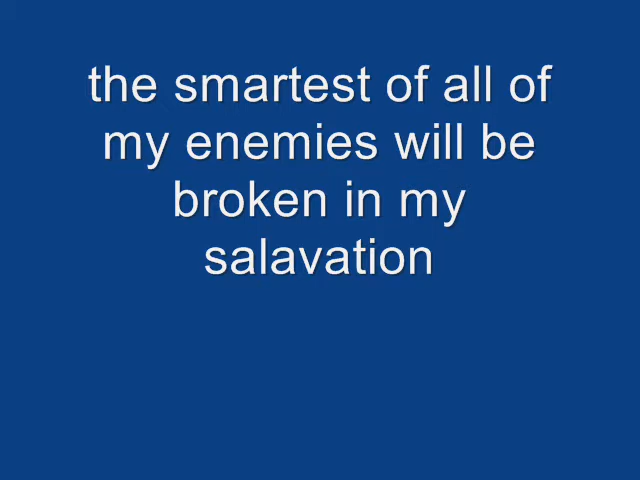 the smartest of all of
my enemies will be
broken in my
salavation